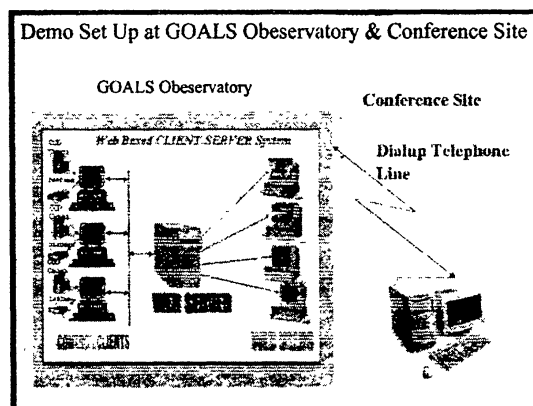 Demo Set Up at GOALS Obeservatory & Conference Site
GOALS Obeservatory
Conference Site
Web Based CLIENT-SERVER System
Dialup Telephone
Line
WEB SERVER
CLIENTS